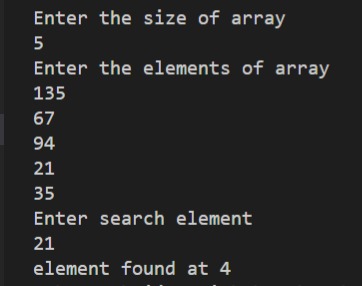 Enter the size of array
5
Enter the elements of array
135
67
94
21
35
Enter search element
21
element found at 4